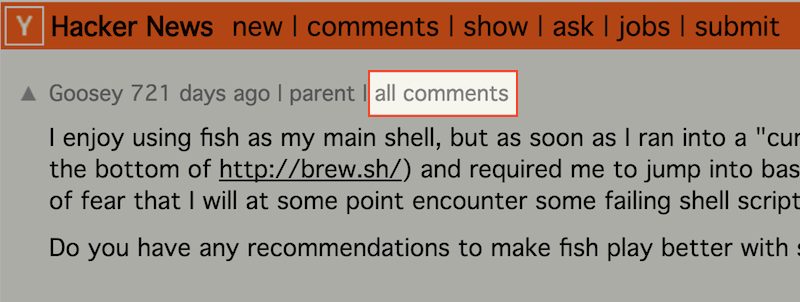 Y Hacker News new | comments | show | ask | jobs | submit
▲ Goosey 721 days ago | parent | all comments
I enjoy using fish as my main shell, but as soon as I ran into a "cur
the bottom of http://brew.sh/) and required me to jump into bas
of fear that I will at some point encounter some failing shell script
Do you have any recommendations to make fish play better with s